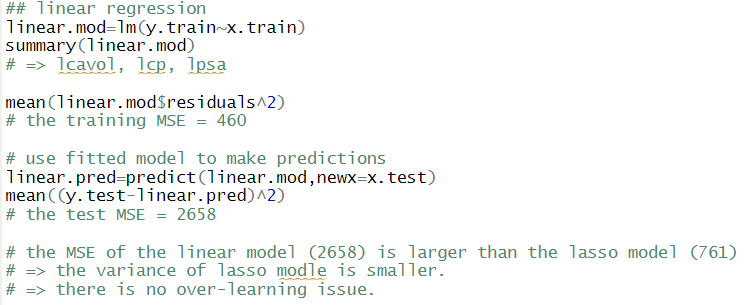 ## linear regression
linear.mod=lm(y.train~x.train)
summary(linear.mod)
# => lcavol, lcp, lpsa
mean(linear.mod$residuals^2)
# the training MSE = 460
# use fitted model to make predictions
linear.pred=predict(linear.mod,newx=x.test)
mean((y.test-linear.pred)^2)
# the test MSE = 2658
# the MSE of the linear model (2658) is larger than the lasso model (761)
# => the variance of lasso modle is smaller.
# => there is no over-learning issue.